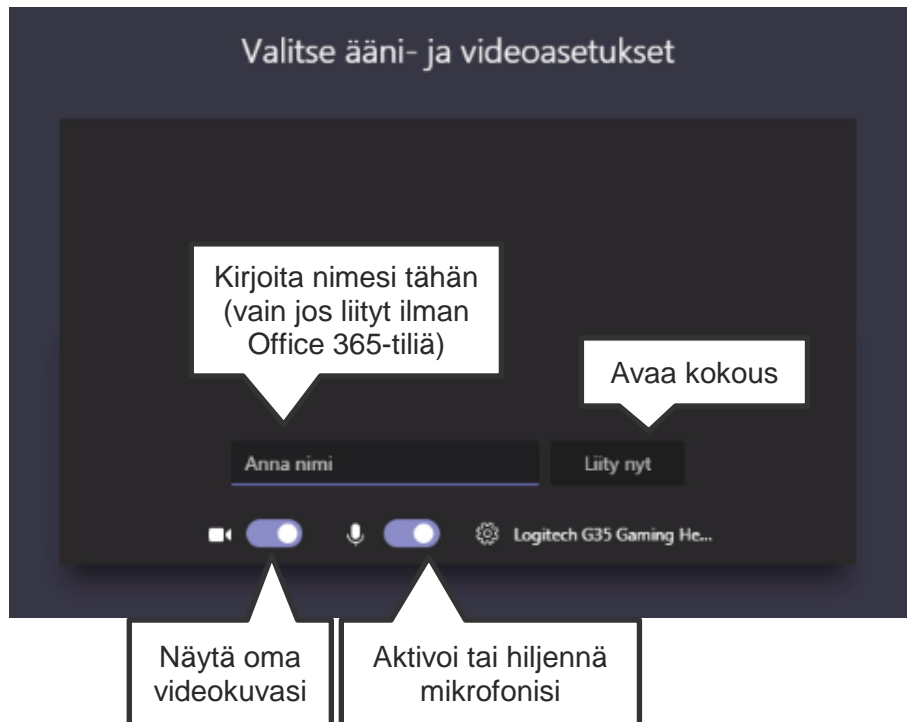 Valitse ääni- ja videoasetukset
Kirjoita nimesi tähän
(vain jos liityt ilman
Office 365-tiliä)
Avaa kokous
Anna nimi
Liity nyt
Logitech G35 Gaming He...
Näytä oma
videokuvasi
Aktivoi tai hiljennä
mikrofonisi